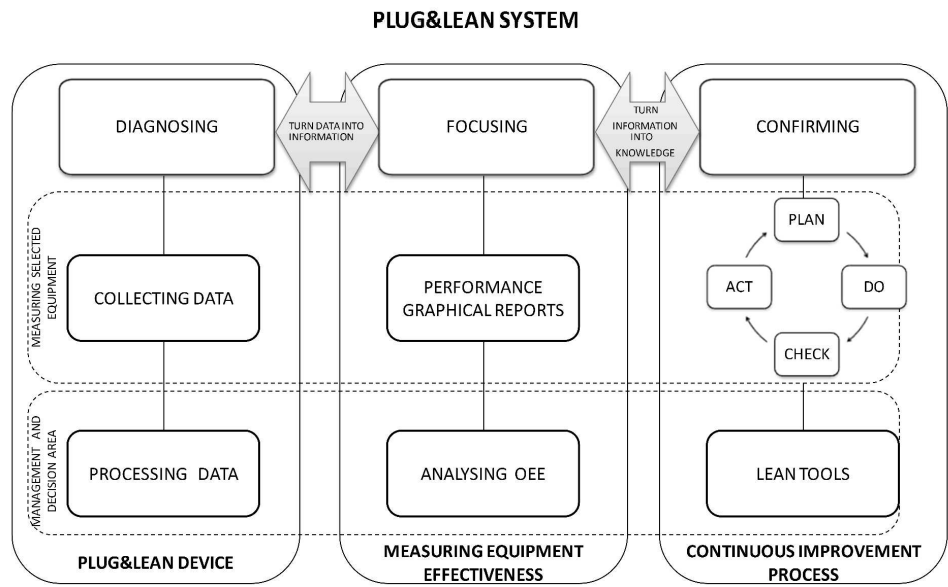 PLUG&LEAN SYSTEM
DIAGNOSING
TURN DATA INTO
INFORMATION
FOCUSING
TURN
INFORMATION
INTO
KNOWLEDGE
CONFIRMING
MEASURING SELECTED
EQUIPMENT
COLLECTING DATA
PERFORMANCE
GRAPHICAL REPORTS
PLAN
ACT
DO
CHECK
MANAGEMENT AND
DECISION AREA
PROCESSING DATA
ANALYSING OEE
LEAN TOOLS
PLUG&LEAN DEVICE
MEASURING EQUIPMENT
EFFECTIVENESS
CONTINUOUS IMPROVEMENT
PROCESS